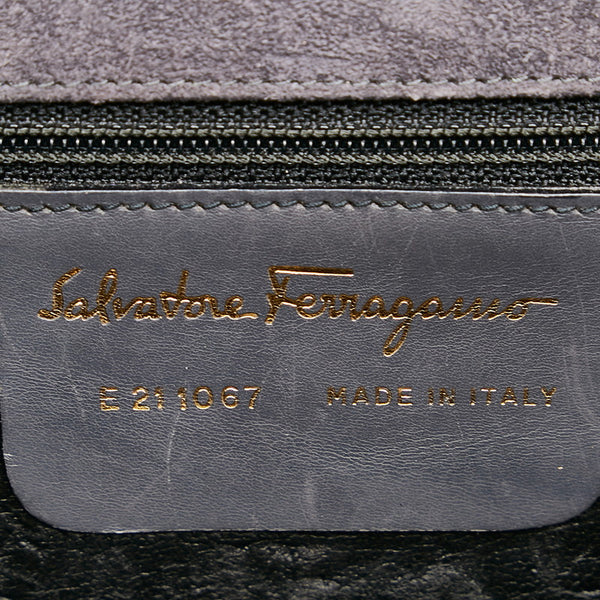 Salvatore Ferragamo
E 21 1067 MADE IN ITALY